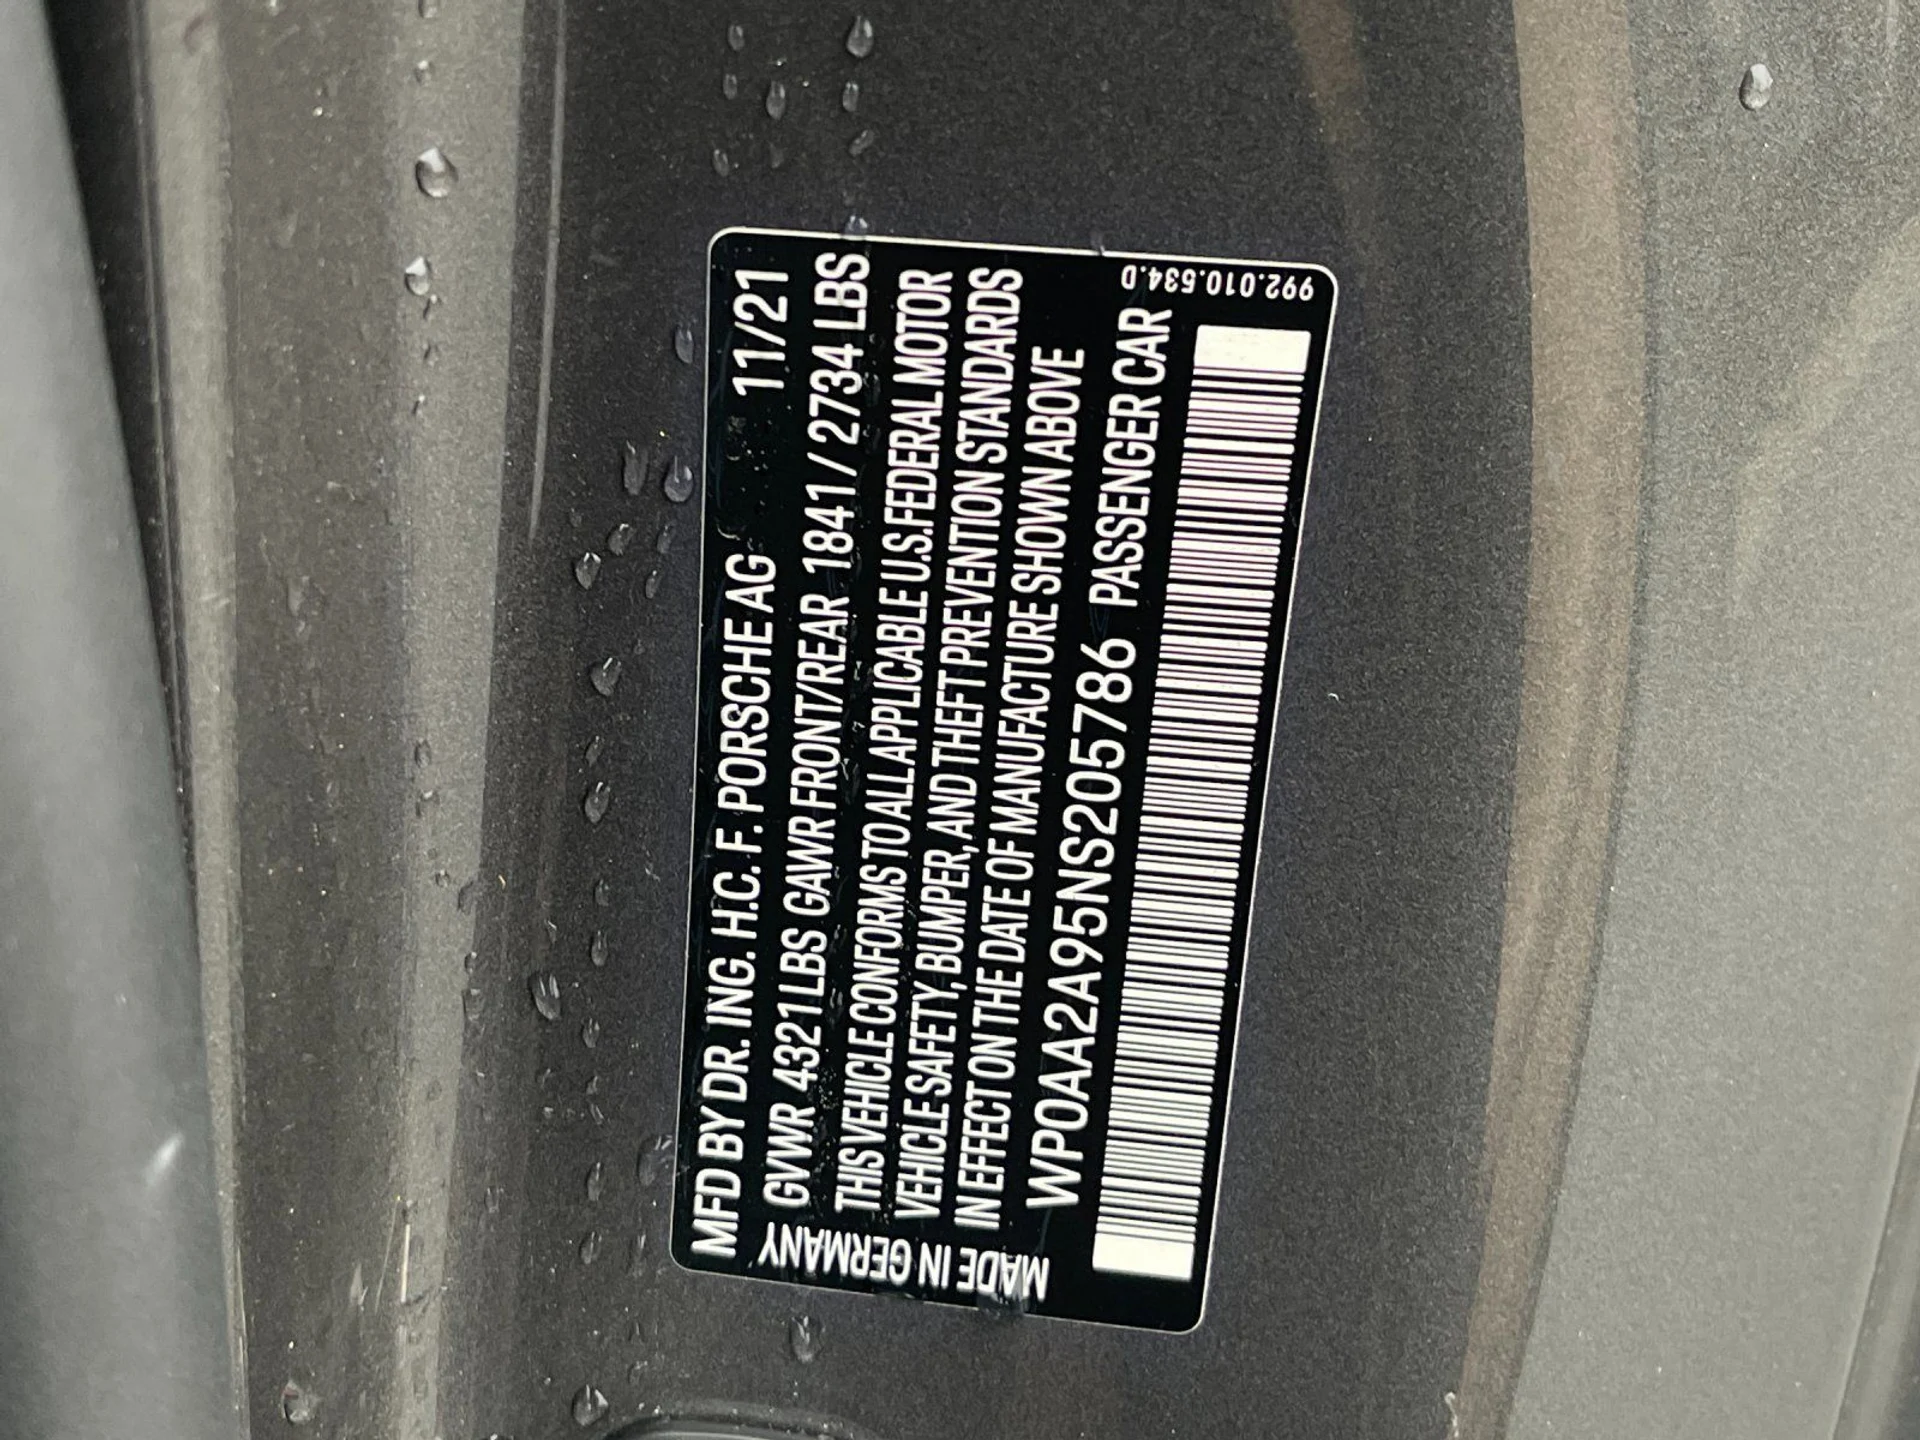 MFD BY DR. ING. H.C. F. PORSCHE AG 11/21
GVWR 4321 LBS GAWR FRONT/REAR 1841 / 2734 LBS
THIS VEHICLE CONFORMS TO ALL APPLICABLE U.S. FEDERAL MOTOR
VEHICLE SAFETY, BUMPER, AND THEFT PREVENTION STANDARDS
IN EFFECT ON THE DATE OF MANUFACTURE SHOWN ABOVE
WP0AA2A95NS205786 PASSENGER CAR
MADE IN GERMANY
992.010.534.D